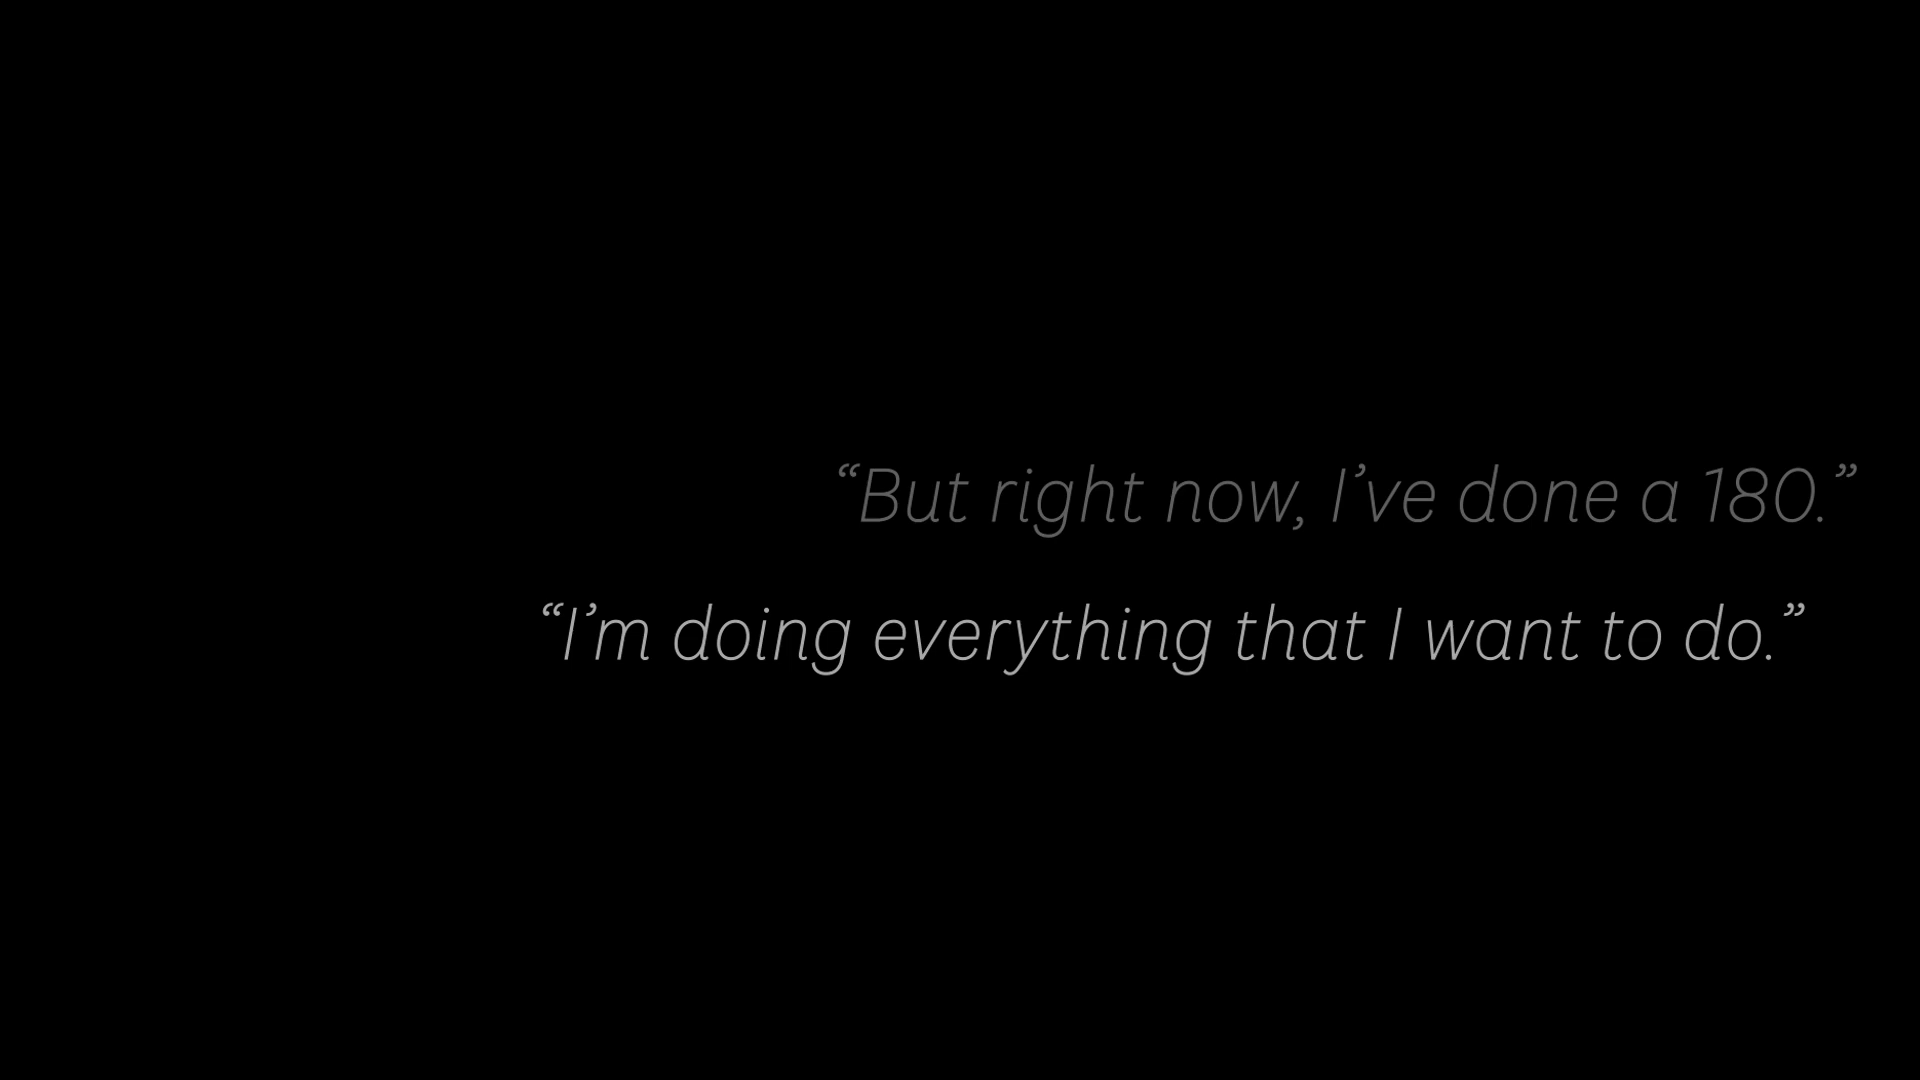 “But right now, I’ve done a 180.”
“I’m doing everything that I want to do.”